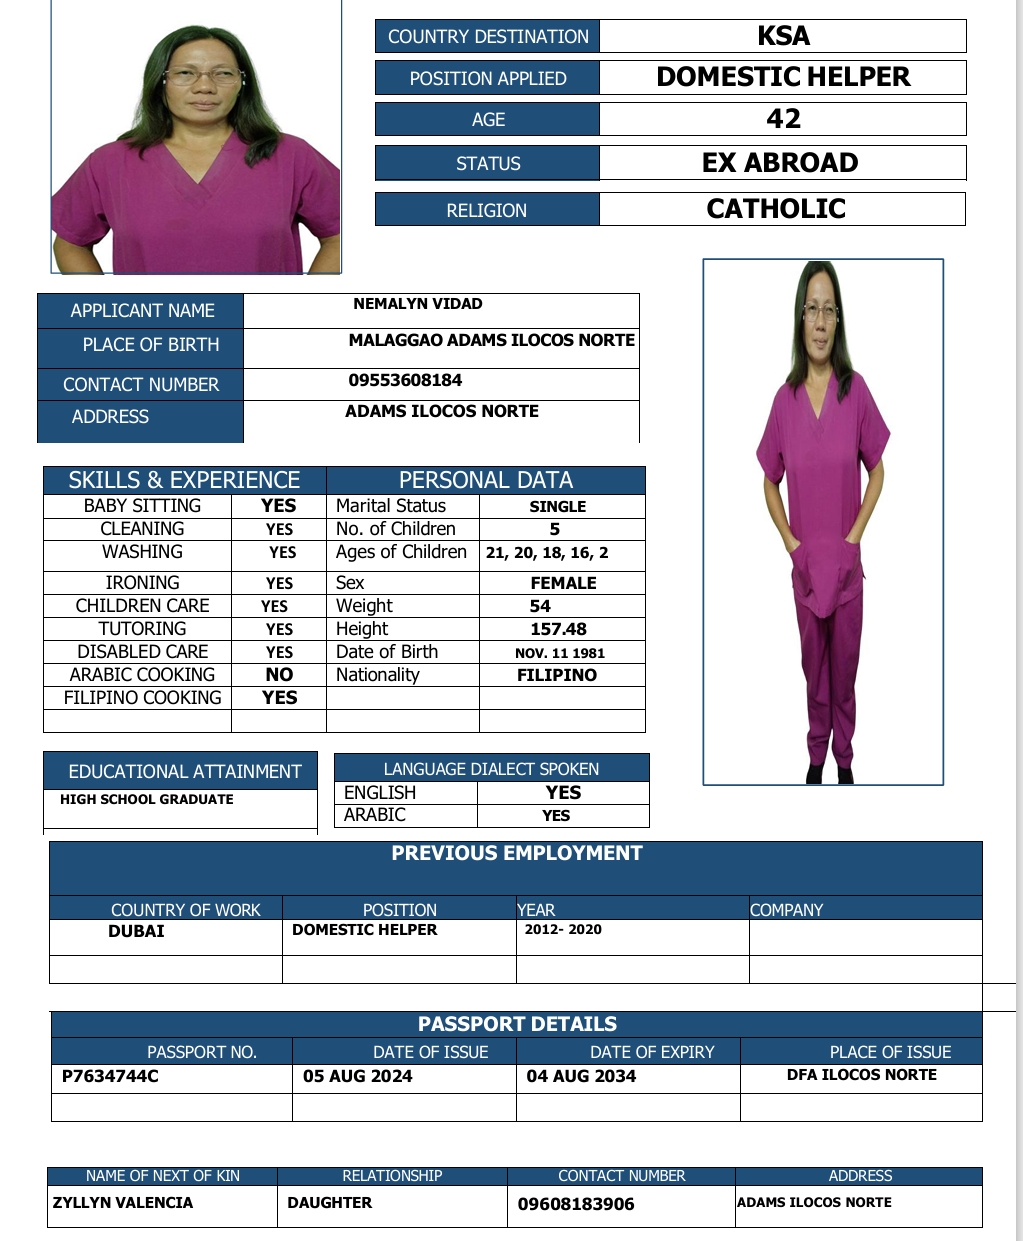 COUNTRY DESTINATION KSA
POSITION APPLIED DOMESTIC HELPER
AGE 42
STATUS EX ABROAD
RELIGION CATHOLIC
APPLICANT NAME NEMALYN VIDAD
PLACE OF BIRTH MALAGGAO ADAMS ILOCOS NORTE
CONTACT NUMBER 09553608184
ADDRESS ADAMS ILOCOS NORTE
SKILLS & EXPERIENCE PERSONAL DATA
BABY SITTING YES Marital Status SINGLE
CLEANING YES No. of Children 5
WASHING YES Ages of Children 21, 20, 18, 16, 2
IRONING YES Sex FEMALE
CHILDREN CARE YES Weight 54
TUTORING YES Height 157.48
DISABLED CARE YES Date of Birth NOV. 11 1981
ARABIC COOKING NO Nationality FILIPINO
FILIPINO COOKING YES
EDUCATIONAL ATTAINMENT
HIGH SCHOOL GRADUATE
LANGUAGE DIALECT SPOKEN
ENGLISH YES
ARABIC YES
PREVIOUS EMPLOYMENT
COUNTRY OF WORK POSITION YEAR COMPANY
DUBAI DOMESTIC HELPER 2012- 2020
PASSPORT DETAILS
PASSPORT NO. DATE OF ISSUE DATE OF EXPIRY PLACE OF ISSUE
P7634744C 05 AUG 2024 04 AUG 2034 DFA ILOCOS NORTE
NAME OF NEXT OF KIN RELATIONSHIP CONTACT NUMBER ADDRESS
ZYLLYN VALENCIA DAUGHTER 09608183906 ADAMS ILOCOS NORTE